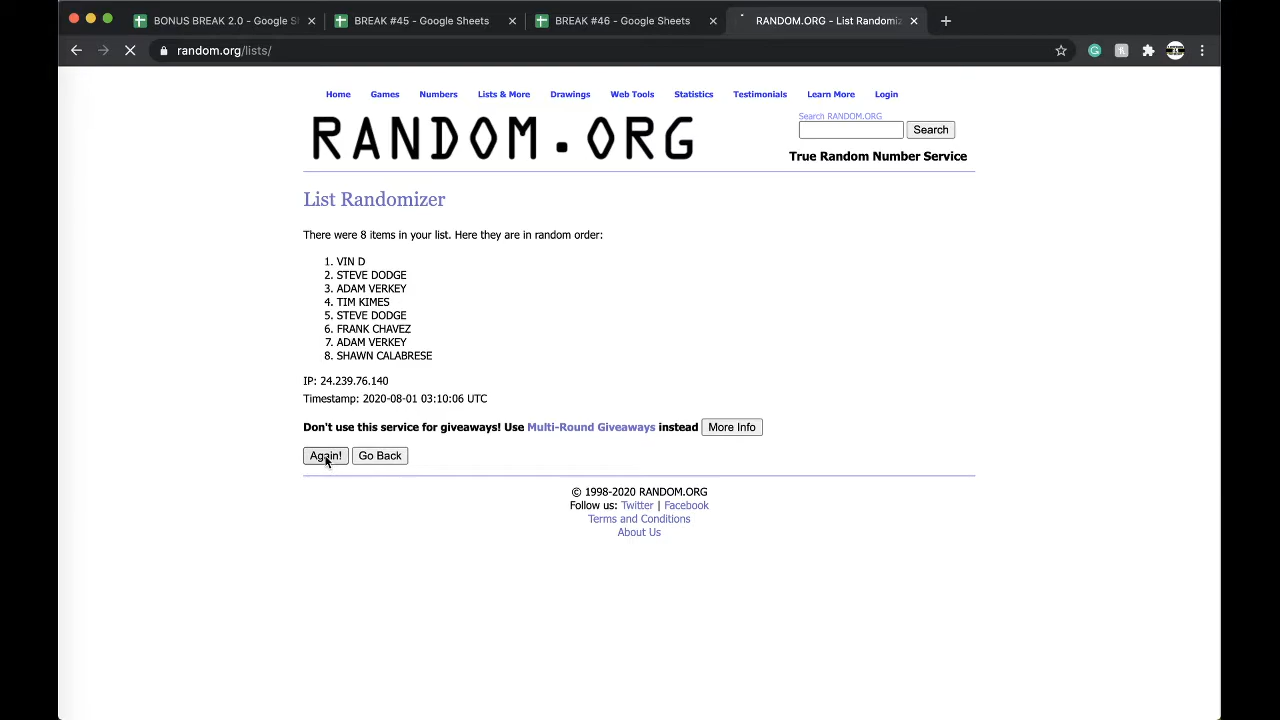 BONUS BREAK 2.0 - Google S
BREAK #45 - Google Sheets
BREAK #46 - Google Sheets
RANDOM.ORG - List Randomiz
random.org/lists/
Home Games Numbers Lists & More Drawings Web Tools Statistics Testimonials Learn More Login
RANDOM.ORG
Search RANDOM.ORG
Search
True Random Number Service
List Randomizer
There were 8 items in your list. Here they are in random order:
1. VIN D
2. STEVE DODGE
3. ADAM VERKEY
4. TIM KIMES
5. STEVE DODGE
6. FRANK CHAVEZ
7. ADAM VERKEY
8. SHAWN CALABRESE
IP: 24.239.76.140
Timestamp: 2020-08-01 03:10:06 UTC
Don't use this service for giveaways! Use Multi-Round Giveaways instead More Info
Again! Go Back
© 1998-2020 RANDOM.ORG
Follow us: Twitter | Facebook
Terms and Conditions
About Us